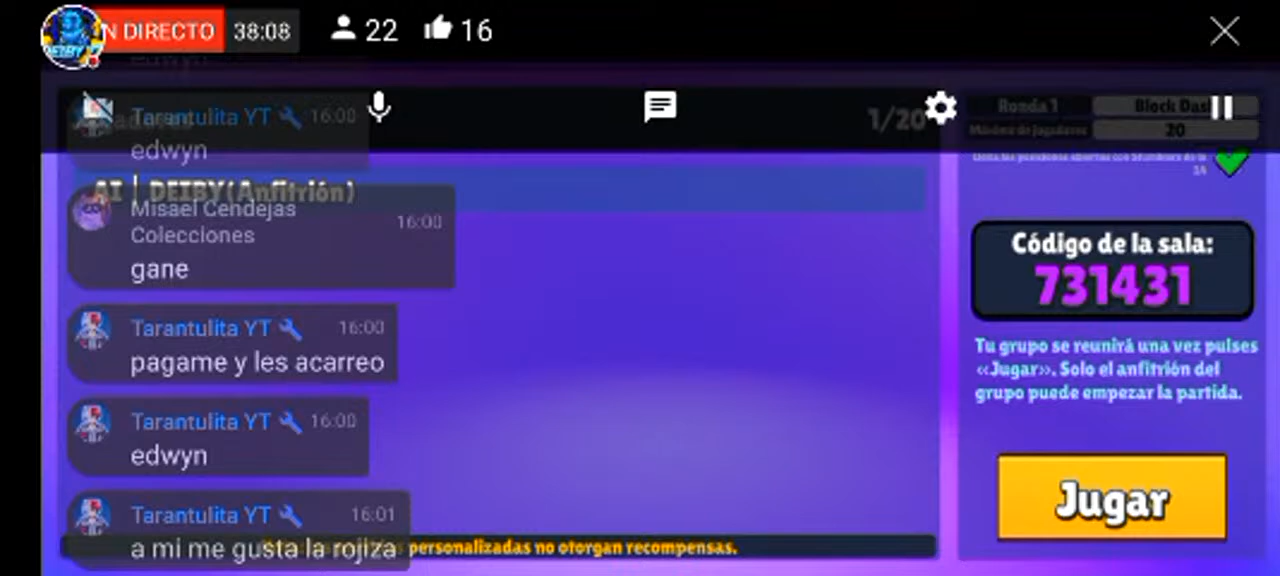 N DIRECTO 38:08 22 16
Tarantulita YT 16:00
edwyn
1/20
Ronda 1 Block Das
Máximo de jugadores 20
AI | DEIBY(Anfitrión)
Misael Cendejas
Colecciones 16:00
gane
Código de la sala:
731431
Tarantulita YT 16:00
pagame y les acarreo
Tu grupo se reunirá una vez pulses
«Jugar». Solo el anfitrión del
grupo puede empezar la partida.
Tarantulita YT 16:00
edwyn
Jugar
Tarantulita YT 16:01
a mi me gusta la rojiza
personalizadas no otorgan recompensas.